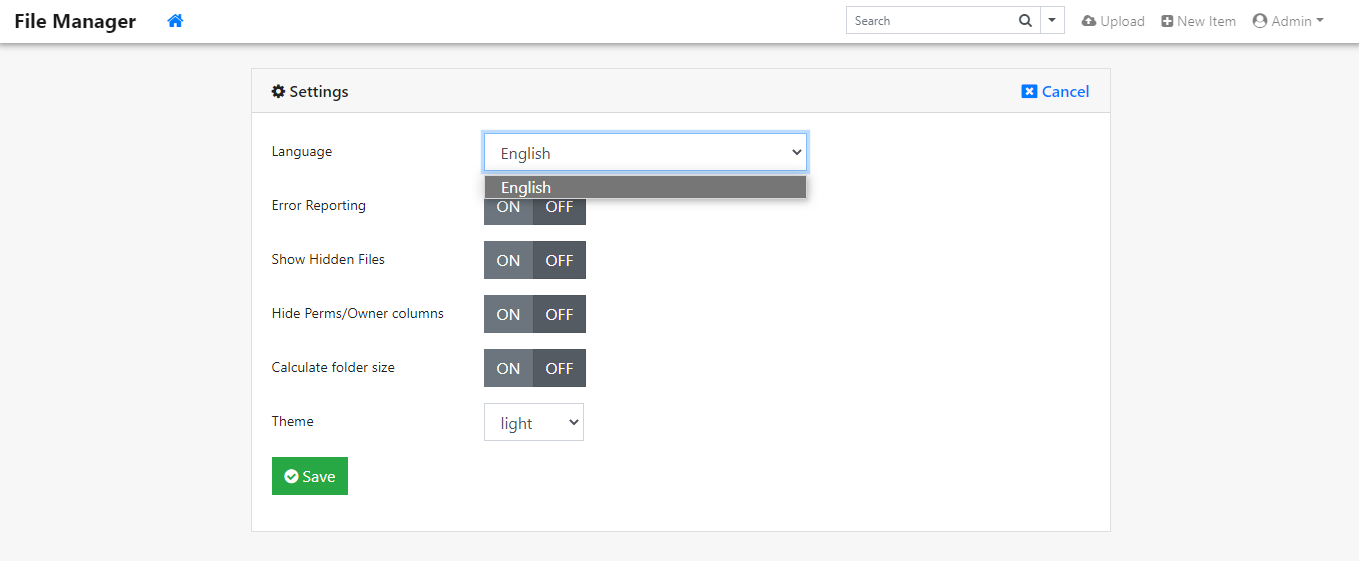 File Manager
Search
Upload
New Item
Admin
Settings
Cancel
Language
English
English
Error Reporting
ON OFF
Show Hidden Files
ON OFF
Hide Perms/Owner columns
ON OFF
Calculate folder size
ON OFF
Theme
light
Save